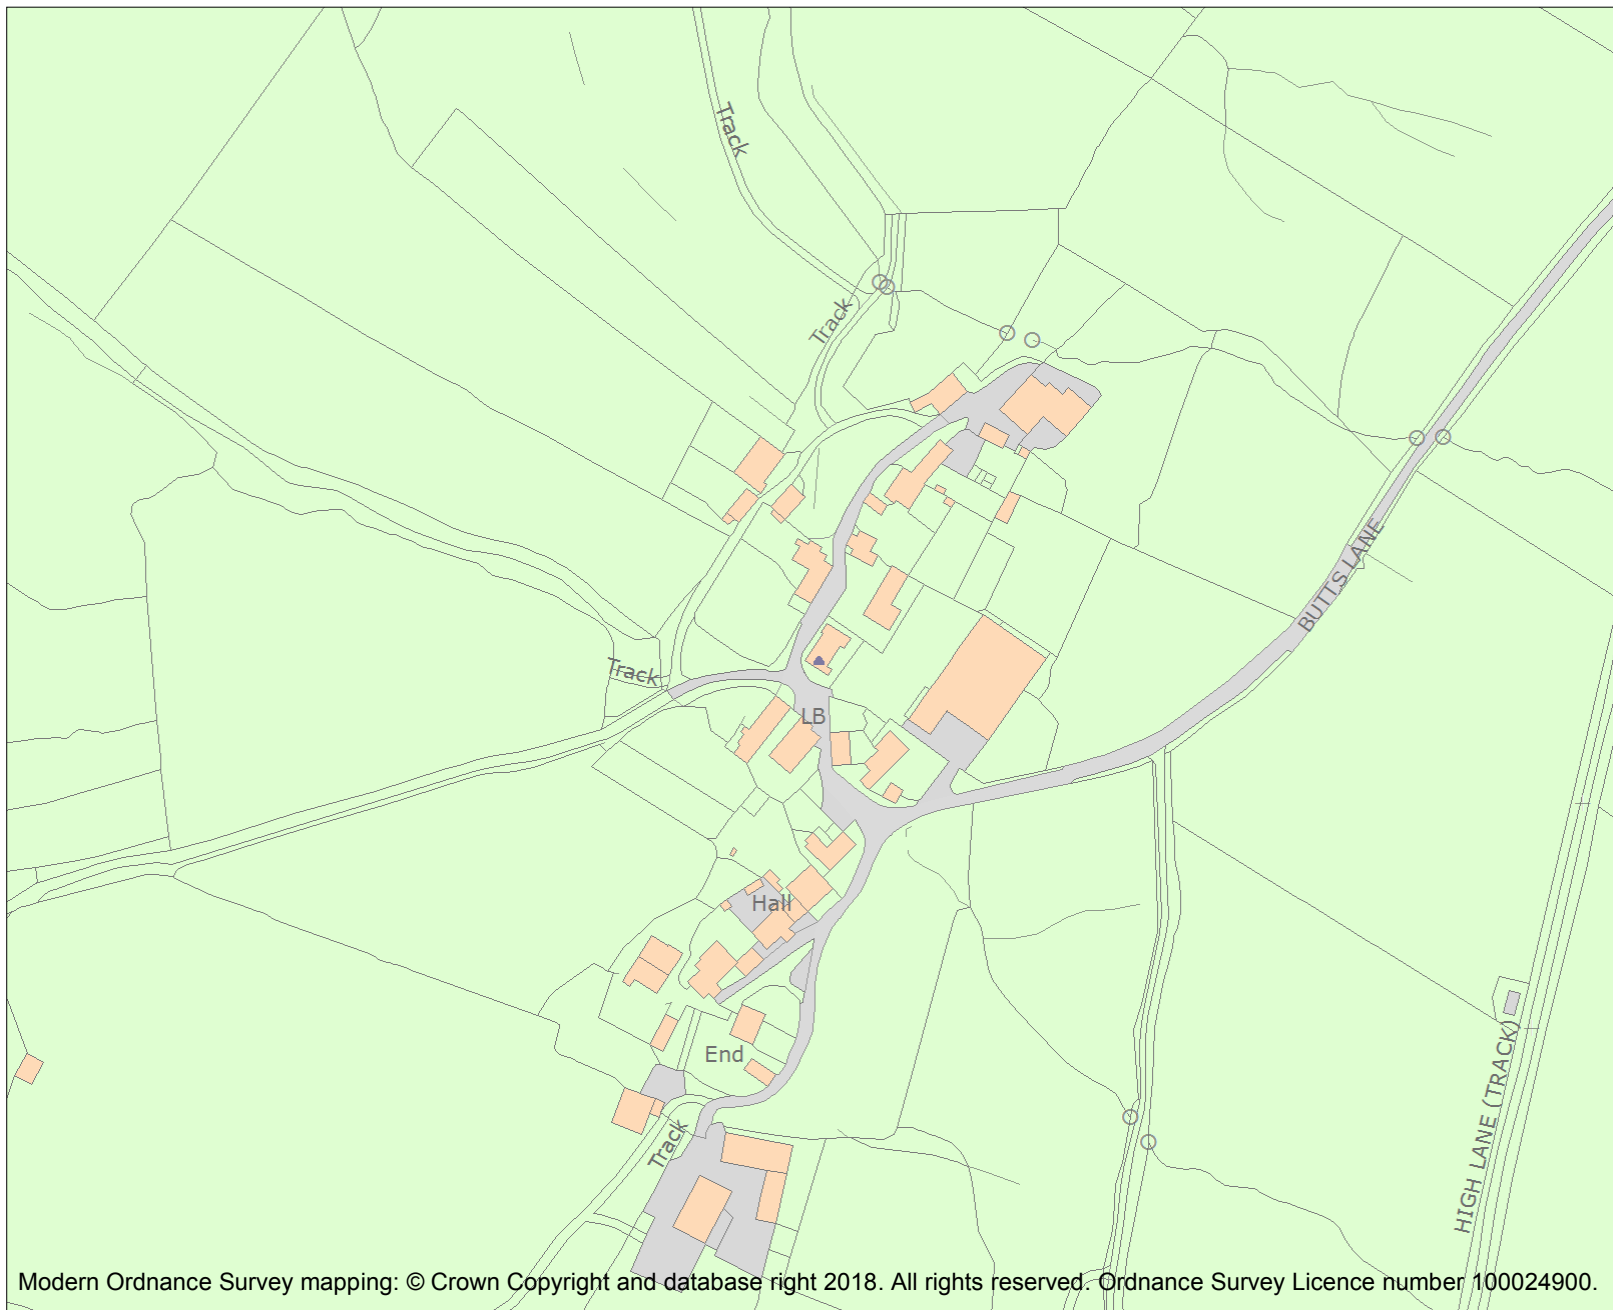 Track
Track
BUTTS LANE
Track
LB
Hall
HIGH LANE (TRACK)
End
Track
Modern Ordnance Survey mapping: © Crown Copyright and database right 2018. All rights reserved. Ordnance Survey Licence number 100024900.